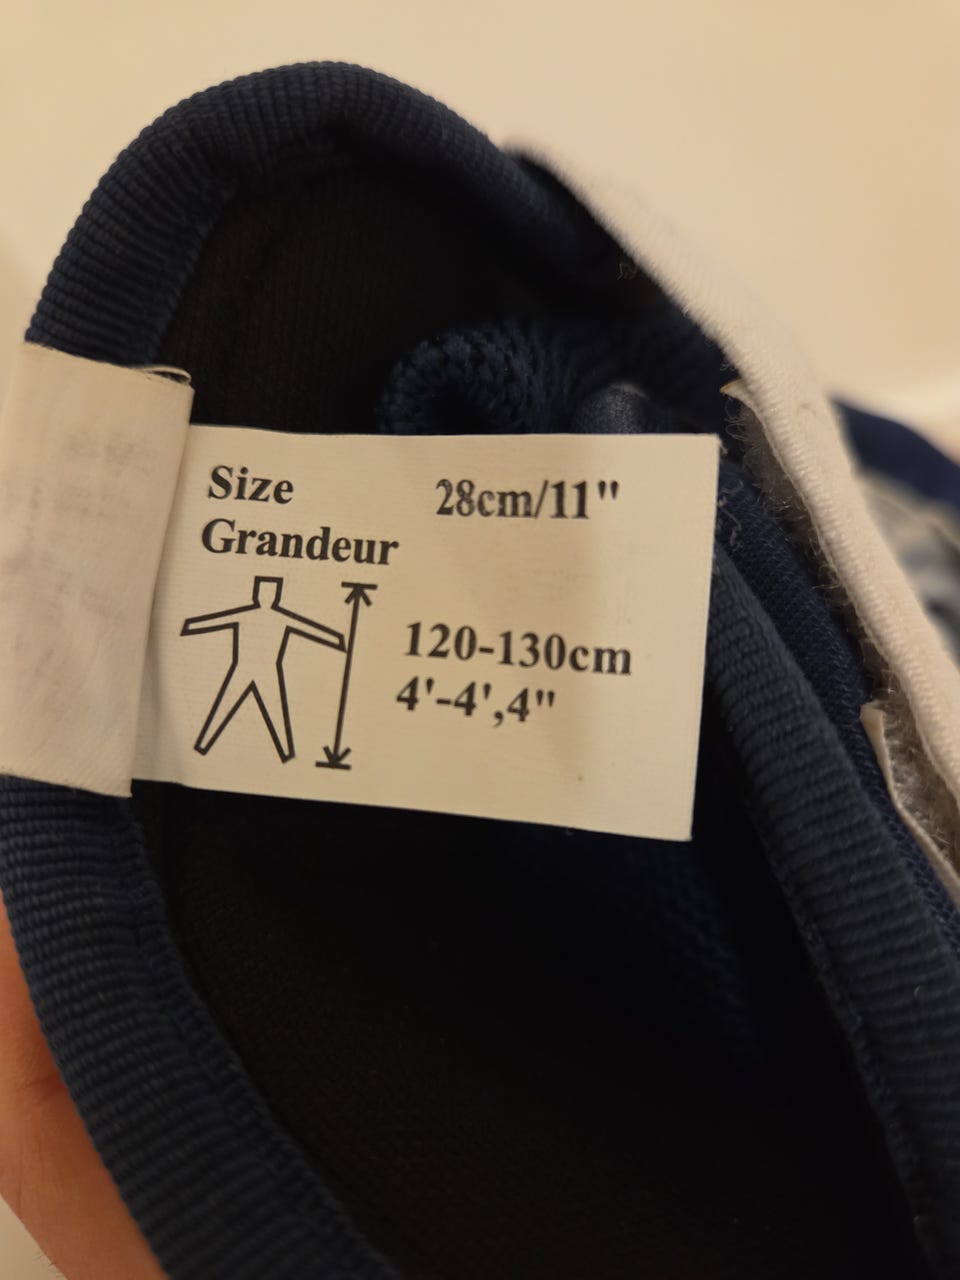 Size
28cm/11"
Grandeur
120-130cm
4'-4',4"